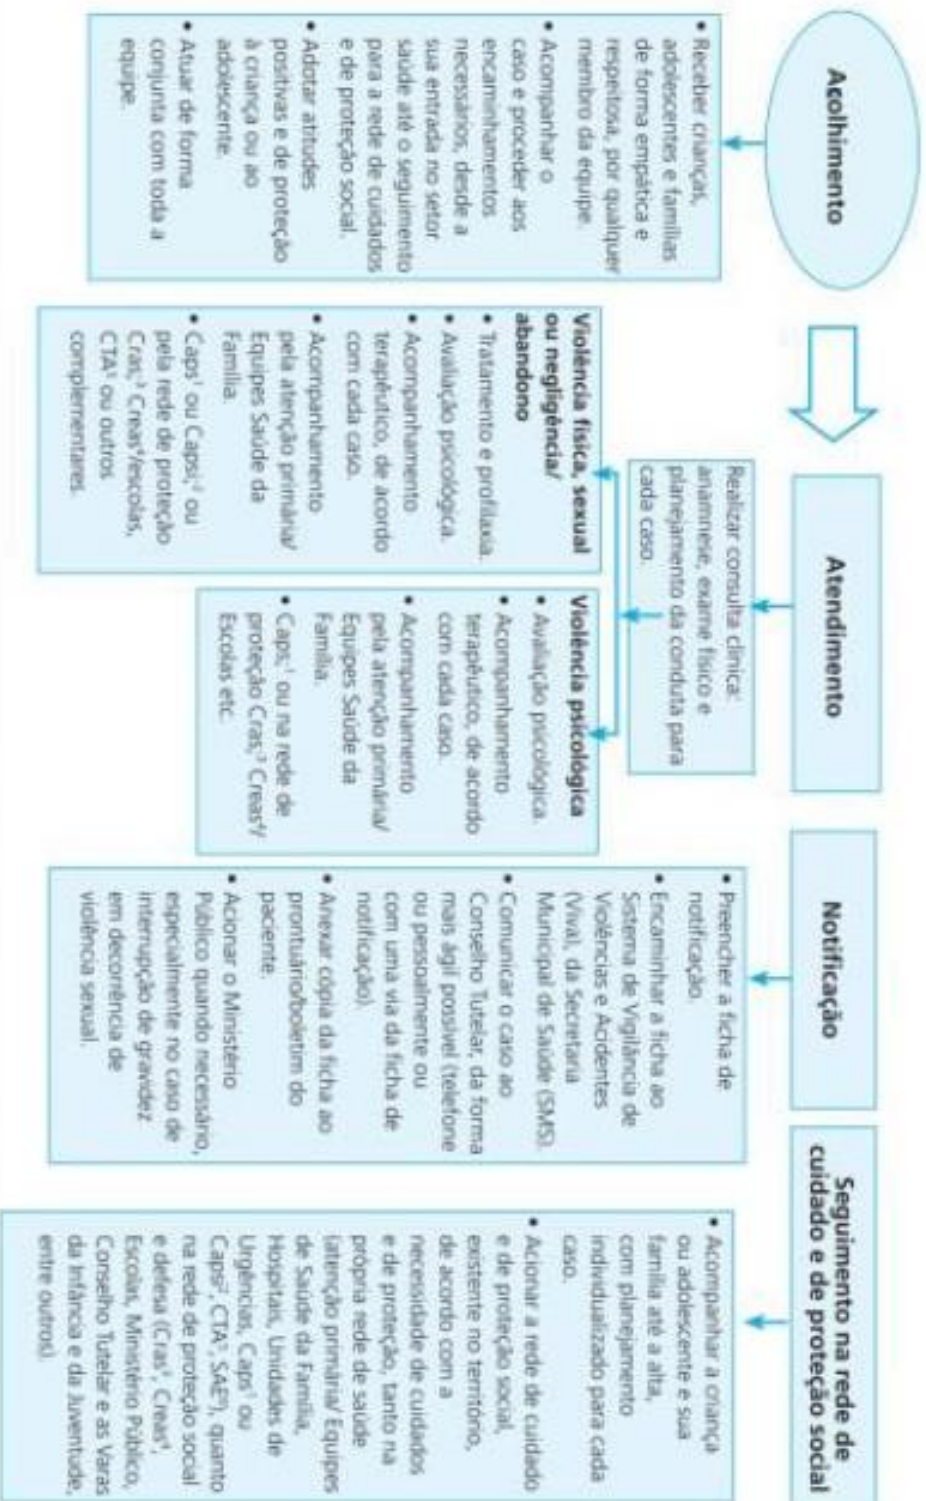 Acolhimento
• Receber crianças,
adolescentes e famílias
de forma empática e
respeitosa, por qualquer
membro da equipe.
• Acompanhar o
caso e proceder aos
encaminhamentos
necessários, desde a
sua entrada no setor
saúde até o seguimento
para a rede de cuidados
e de proteção social.
• Adotar atitudes
positivas e de proteção
à criança ou ao
adolescente.
• Atuar de forma
conjunta com toda a
equipe.
Atendimento
Realizar consulta clínica:
anamnese, exame físico e
planejamento da conduta para
cada caso.
Violência física, sexual
ou negligência/
abandono
• Tratamento e profilaxia.
• Avaliação psicológica.
• Acompanhamento
terapêutico, de acordo
com cada caso.
• Acompanhamento
pela atenção primária/
Equipes Saúde da
Família.
• Caps¹ ou Capsi,² ou
pela rede de proteção
Cras,³ Creas⁴/escolas,
CTA⁵ ou outros
complementares.
Violência psicológica
• Avaliação psicológica.
• Acompanhamento
terapêutico, de acordo
com cada caso.
• Acompanhamento
pela atenção primária/
Equipes Saúde da
Família.
• Caps,¹ ou na rede de
proteção Cras,³ Creas⁴/
Escolas etc.
Notificação
• Preencher a ficha de
notificação.
• Encaminhar a ficha ao
Sistema de Vigilância de
Violências e Acidentes
(Viva), da Secretaria
Municipal de Saúde (SMS).
• Comunicar o caso ao
Conselho Tutelar, da forma
mais ágil possível (telefone
ou pessoalmente ou
com uma via da ficha de
notificação).
• Anexar cópia da ficha ao
prontuário/boletim do
paciente.
• Acionar o Ministério
Público quando necessário,
especialmente no caso de
interrupção de gravidez
em decorrência de
violência sexual.
Seguimento na rede de
cuidado e de proteção social
• Acompanhar a criança
ou adolescente e sua
família até a alta,
com planejamento
individualizado para cada
caso.
• Acionar a rede de cuidado
e de proteção social,
existente no território,
de acordo com a
necessidade de cuidados
e de proteção, tanto na
própria rede de saúde
(atenção primária/ Equipes
de Saúde da Família,
Hospitais, Unidades de
Urgências, Caps¹ ou
Capsi², CTA⁵, SAE⁶), quanto
na rede de proteção social
e defesa (Cras³, Creas⁴,
Escolas, Ministério Público,
Conselho Tutelar e as Varas
da Infância e da Juventude,
entre outros).